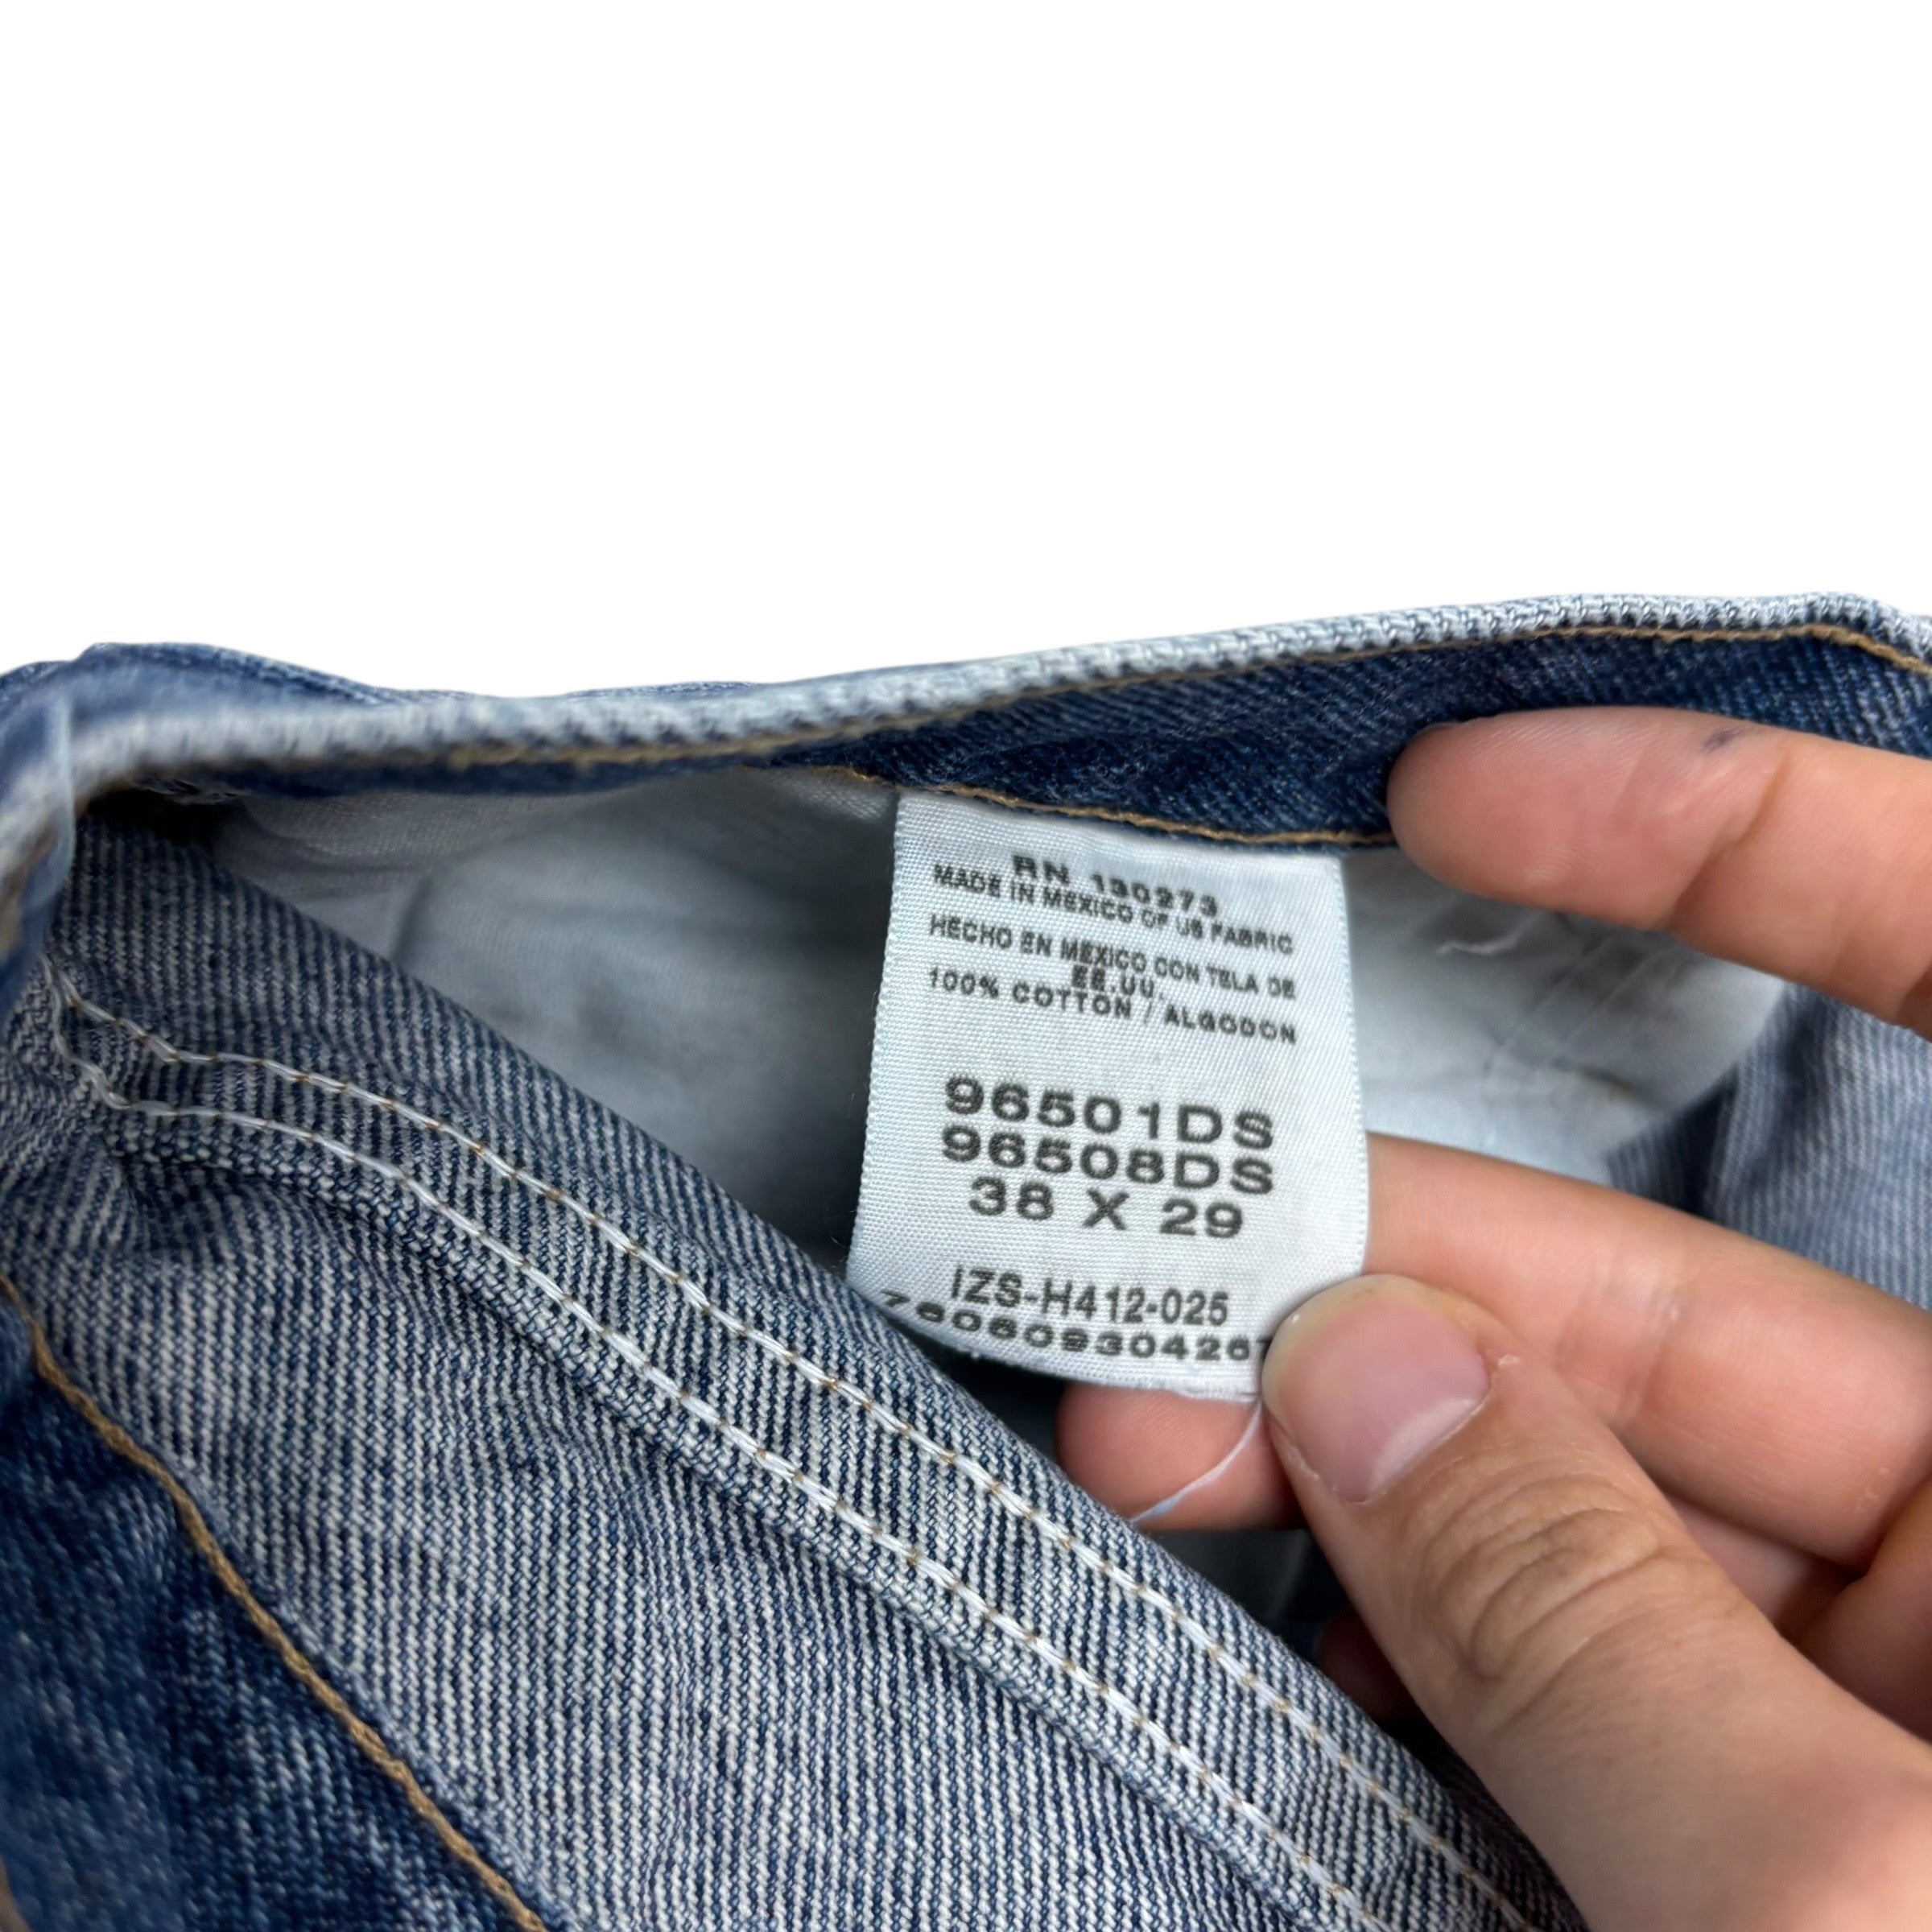 RN 130273
MADE IN MEXICO OF US FABRIC
HECHO EN MEXICO CON TELA DE
EE.UU.
100% COTTON / ALGODON
96501DS
96508DS
38 X 29
IZS-H412-025